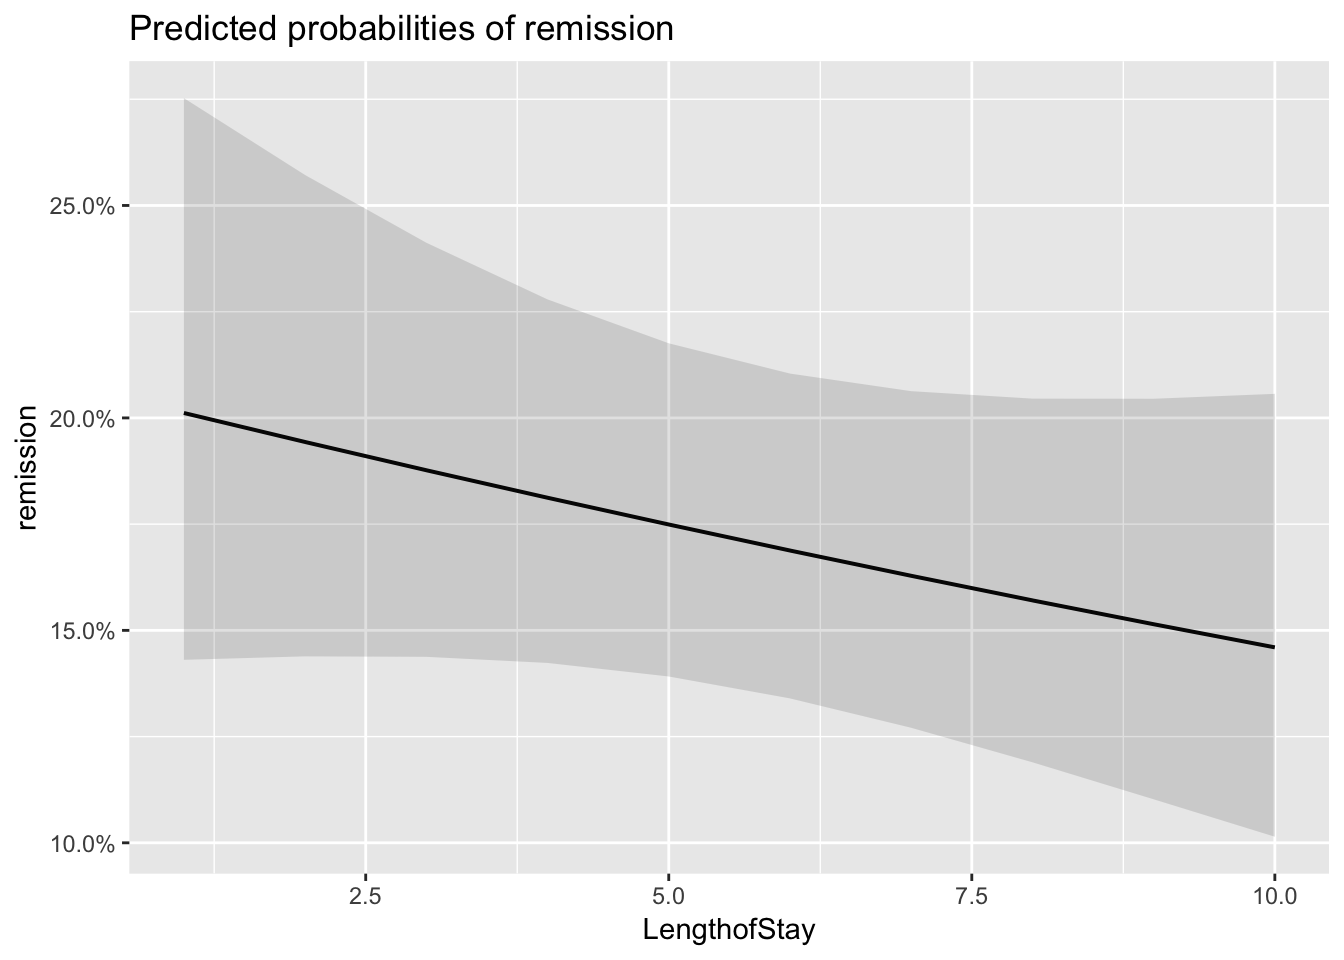 Predicted probabilities of remission
25.0%
20.0%
15.0%
10.0%
remission
2.5
5.0
7.5
10.0
LengthofStay